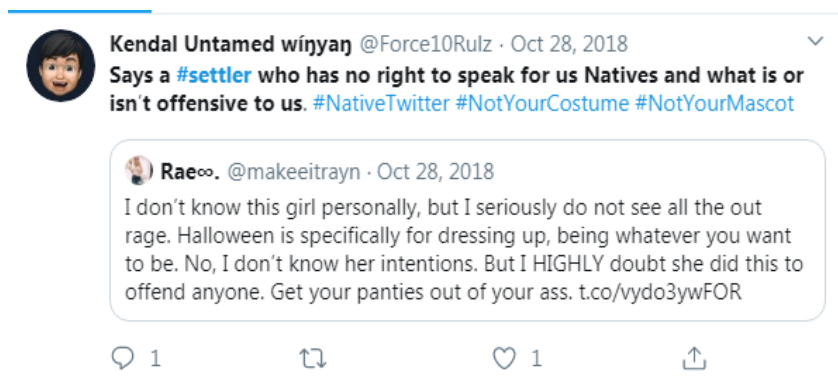 Kendal Untamed wíŋyaŋ @Force10Rulz · Oct 28, 2018
Says a #settler who has no right to speak for us Natives and what is or
isn't offensive to us. #NativeTwitter #NotYourCostume #NotYourMascot
Rae∞. @makeeitrayn · Oct 28, 2018
I don't know this girl personally, but I seriously do not see all the out
rage. Halloween is specifically for dressing up, being whatever you want
to be. No, I don't know her intentions. But I HIGHLY doubt she did this to
offend anyone. Get your panties out of your ass. t.co/vydo3ywFOR
1 1